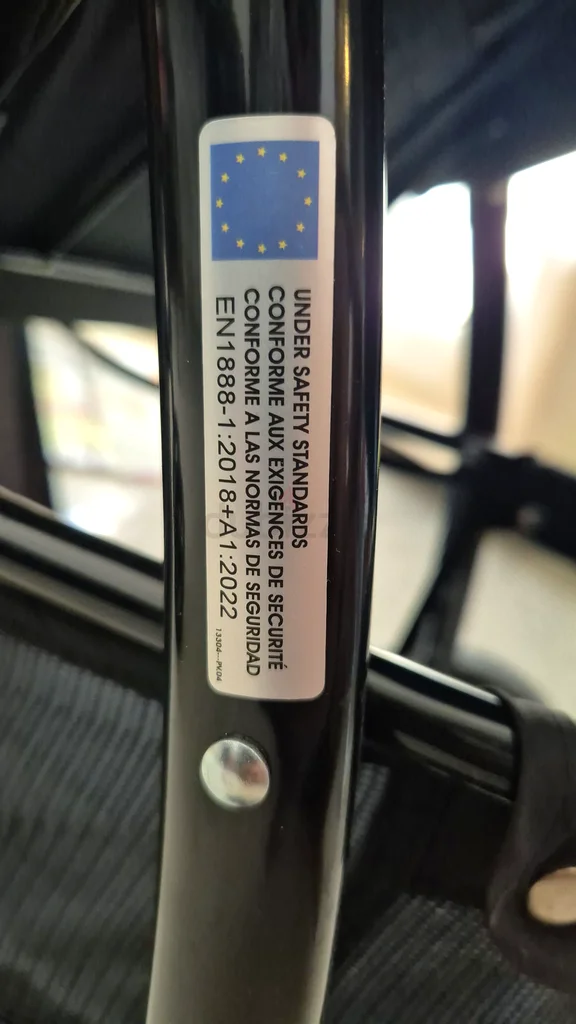 UNDER SAFETY STANDARDS
CONFORME AUX EXIGENCES DE SECURITÉ
CONFORME A LAS NORMAS DE SEGURIDAD
EN1888-1:2018+A1:2022